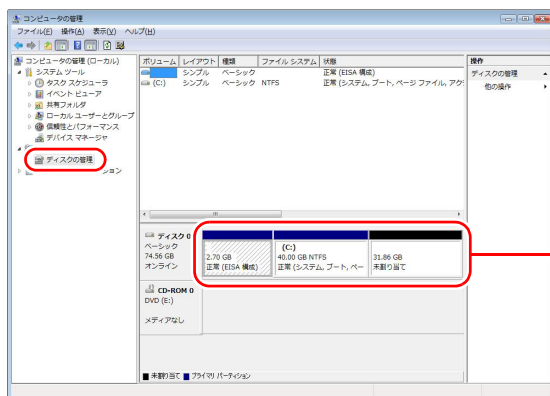 コンピュータの管理
ファイル(F) 操作(A) 表示(V) ヘルプ(H)
コンピュータの管理 (ローカル)
システム ツール
タスク スケジューラ
イベント ビューア
共有フォルダ
ローカル ユーザーとグループ
信頼性とパフォーマンス
デバイス マネージャ
ディスクの管理
ション
ボリューム レイアウト 種類 ファイル システム 状態
シンプル ベーシック 正常 (EISA 構成)
(C:) シンプル ベーシック NTFS 正常 (システム, ブート, ページ ファイル, アク
操作
ディスクの管理
他の操作
ディスク 0
ベーシック
74.56 GB
オンライン
2.70 GB
正常 (EISA 構成)
(C:)
40.00 GB NTFS
正常 (システム, ブート, ペー
31.86 GB
未割り当て
CD-ROM 0
DVD (E:)
メディアなし
未割り当て プライマリ パーティション